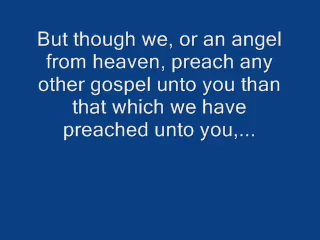 But though we, or an angel
from heaven, preach any
other gospel unto you than
that which we have
preached unto you,...